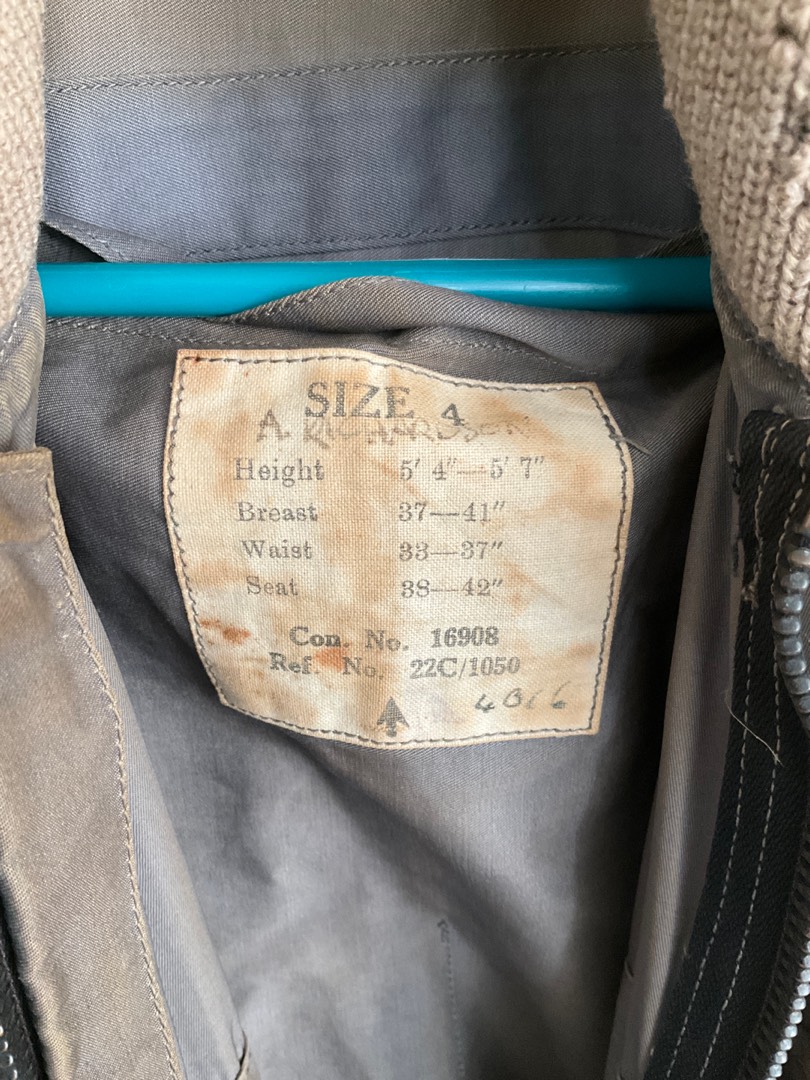 SIZE 4
A. RICHARDSON
Height 5' 4"—5' 7"
Breast 37—41"
Waist 33—37"
Seat 38—42"
Con. No. 16908
Ref. No. 22C/1050